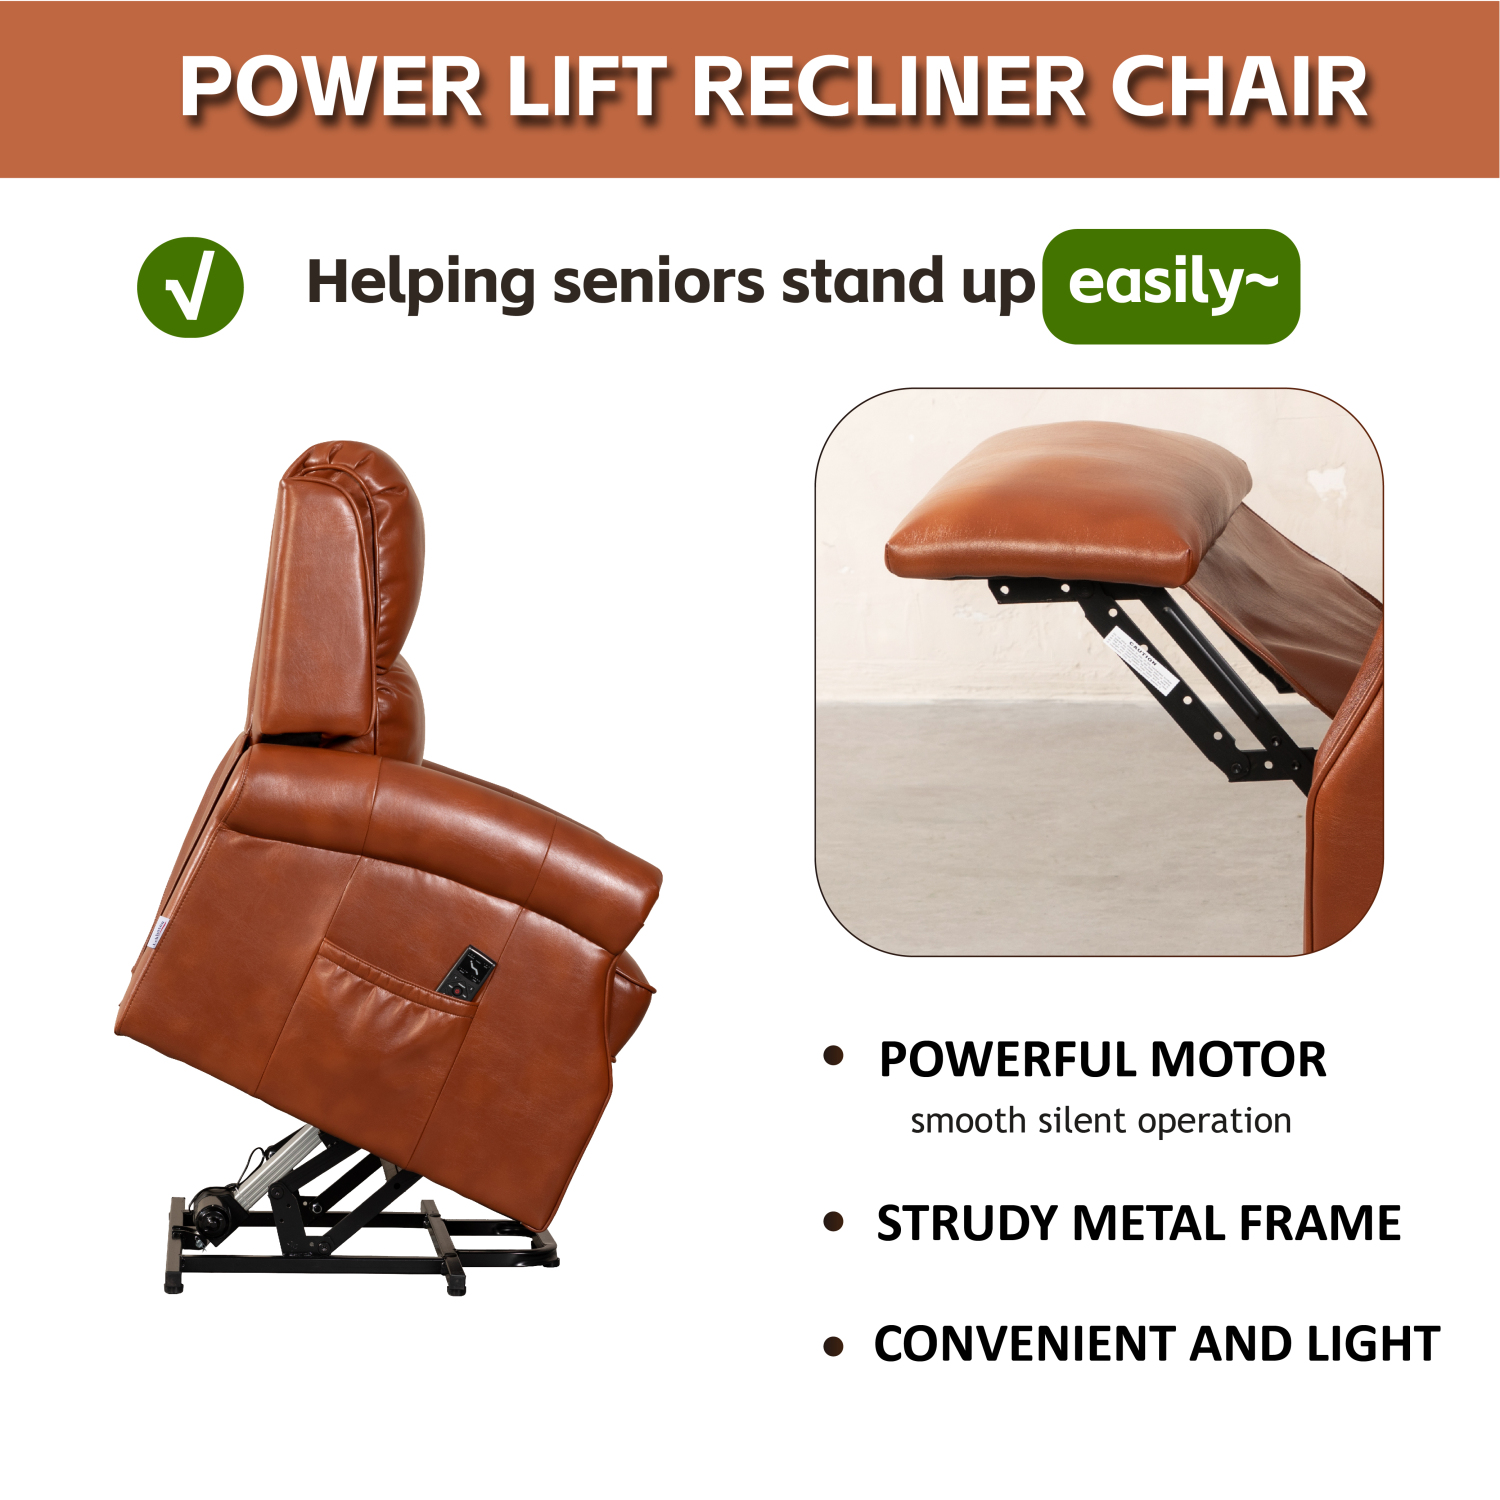 POWER LIFT RECLINER CHAIR
√ Helping seniors stand up easily~
CAUTION
• POWERFUL MOTOR
smooth silent operation
• STRUDY METAL FRAME
• CONVENIENT AND LIGHT